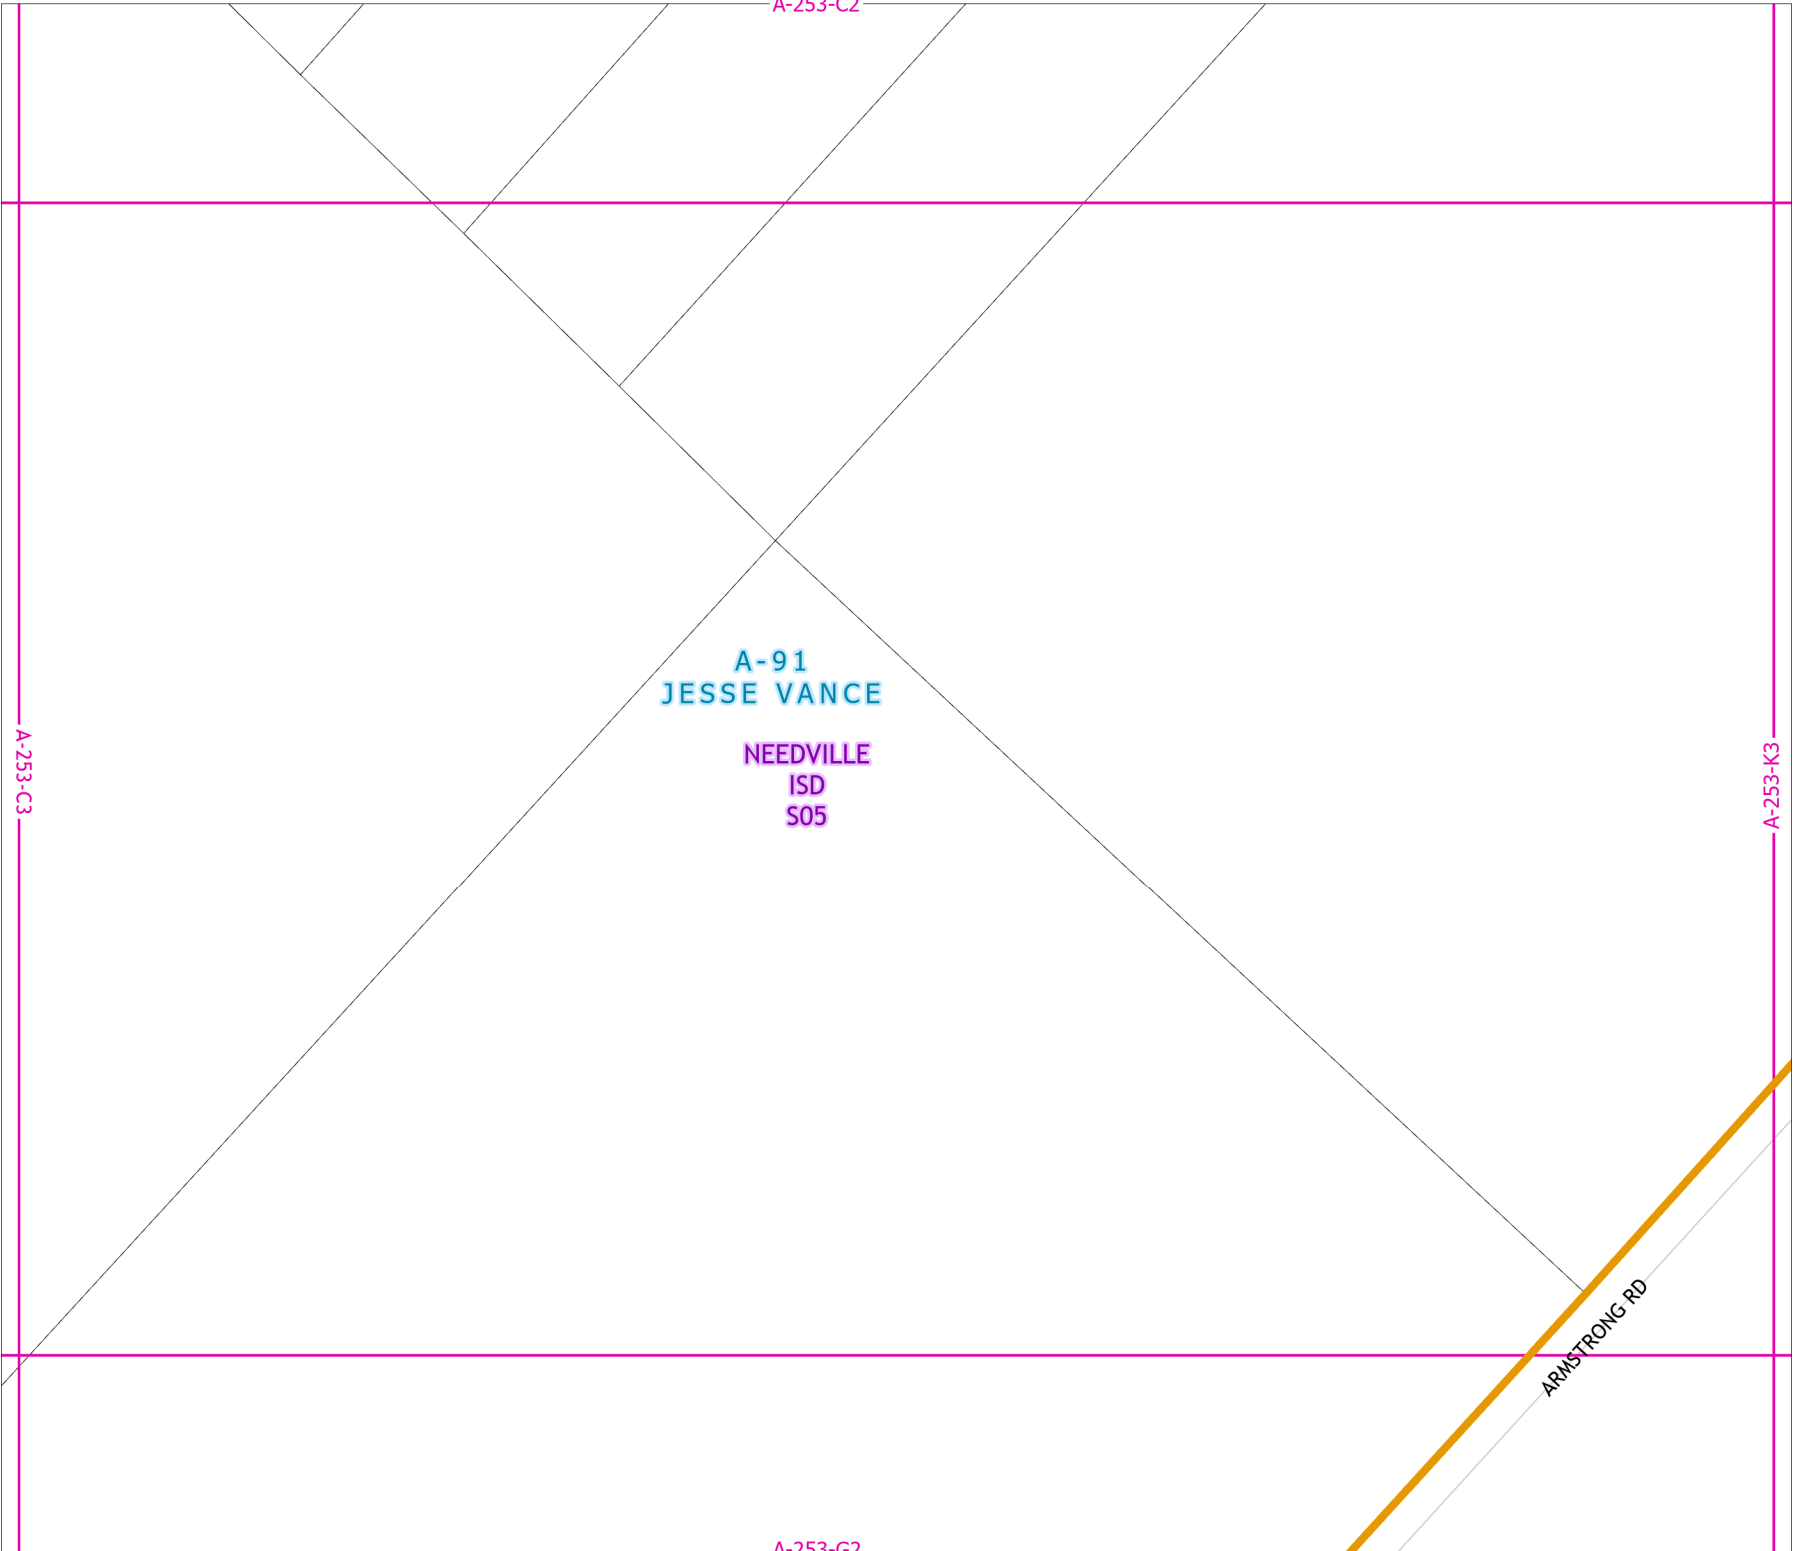 A-253-C2
A-91
JESSE VANCE
NEEDVILLE
ISD
S05
A-253-C3
A-253-K3
ARMSTRONG RD
A-253-G2